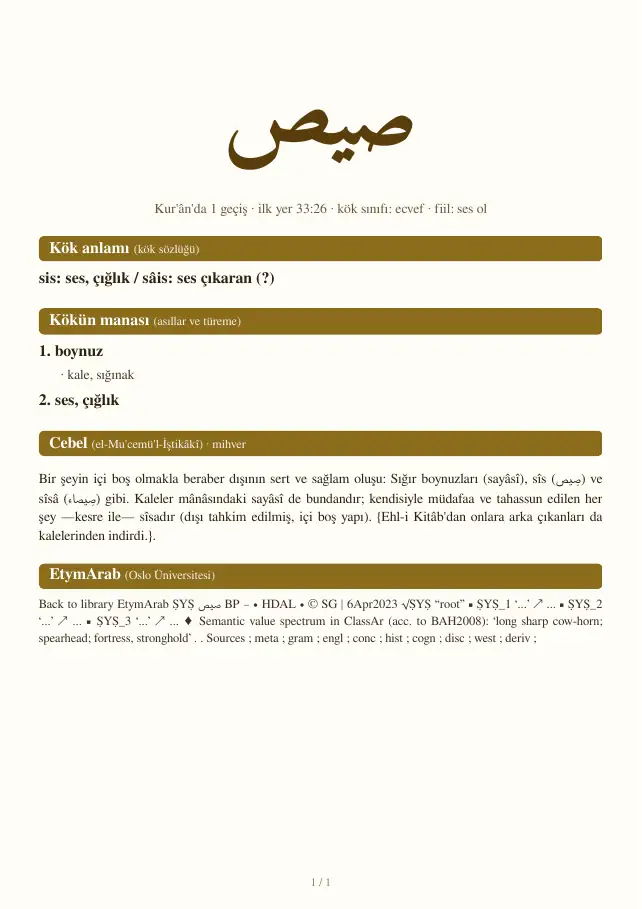 صيص
Kur'ân'da 1 geçiş · ilk yer 33:26 · kök sınıfı: ecvef · fiil: ses ol
Kök anlamı (kök sözlüğü)
sis: ses, çığlık / sâis: ses çıkaran (?)
Kökün manası (asıllar ve türeme)
1. boynuz
· kale, sığınak
2. ses, çığlık
Cebel (el-Mu'cemü'l-İştikâkî) · mihver
Bir şeyin içi boş olmakla beraber dışının sert ve sağlam oluşu: Sığır boynuzları (sayâsî), sîs (صِيص) ve
sîsâ (صِيصاء) gibi. Kaleler mânâsındaki sayâsî de bundandır; kendisiyle müdafaa ve tahassun edilen her
şey —kesre ile— sîsadır (dışı tahkim edilmiş, içi boş yapı). {Ehl-i Kitâb'dan onlara arka çıkanları da
kalelerinden indirdi.}.
EtymArab (Oslo Üniversitesi)
Back to library EtymArab ṢYṢ صيص BP – • HDAL • © SG | 6Apr2023 √ṢYṢ “root” ▪ ṢYṢ_1 ‘...’ ↗ ... ▪ ṢYṢ_2
‘...’ ↗ ... ▪ ṢYṢ_3 ‘...’ ↗ ... ♦ Semantic value spectrum in ClassAr (acc. to BAH2008): ‘long sharp cow-horn;
spearhead; fortress, stronghold’ . . Sources ; meta ; gram ; engl ; conc ; hist ; cogn ; disc ; west ; deriv ;
1 / 1